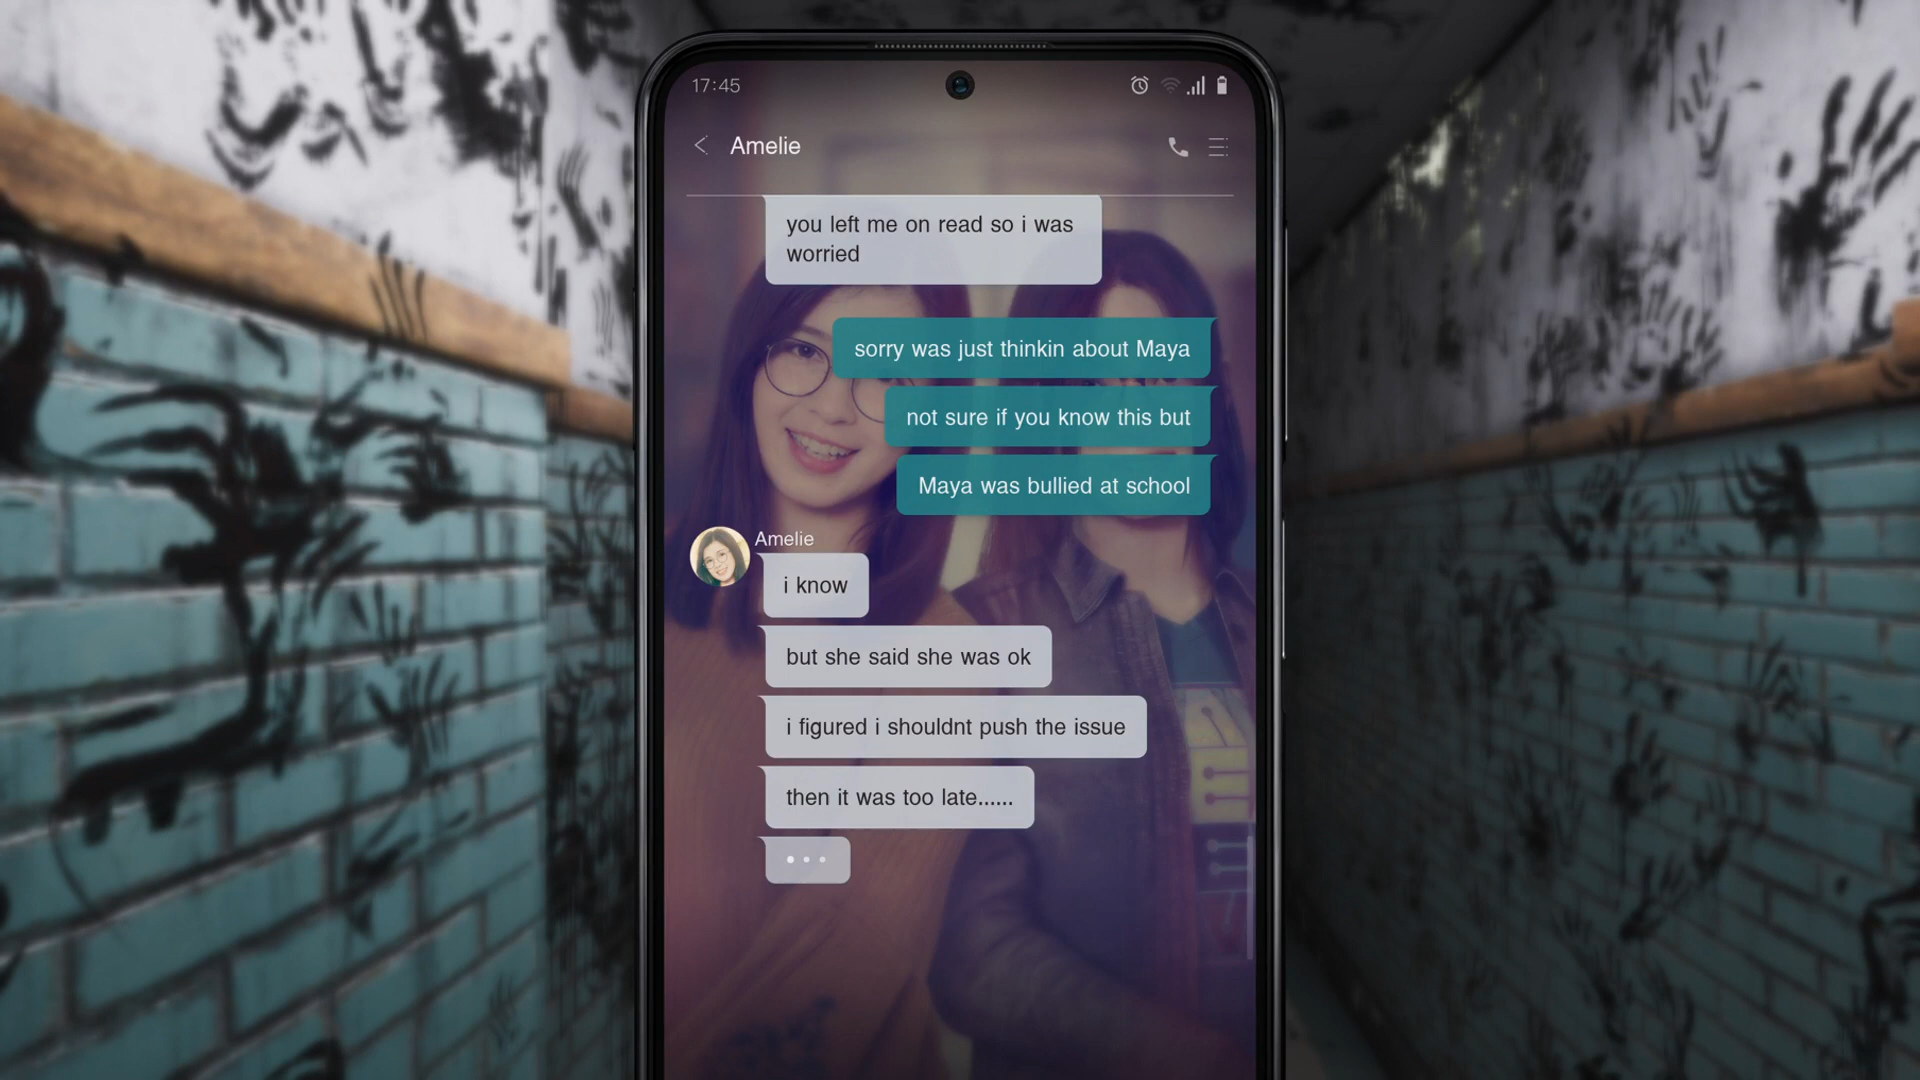 17:45
Amelie
you left me on read so i was
worried
sorry was just thinkin about Maya
not sure if you know this but
Maya was bullied at school
Amelie
i know
but she said she was ok
i figured i shouldnt push the issue
then it was too late......